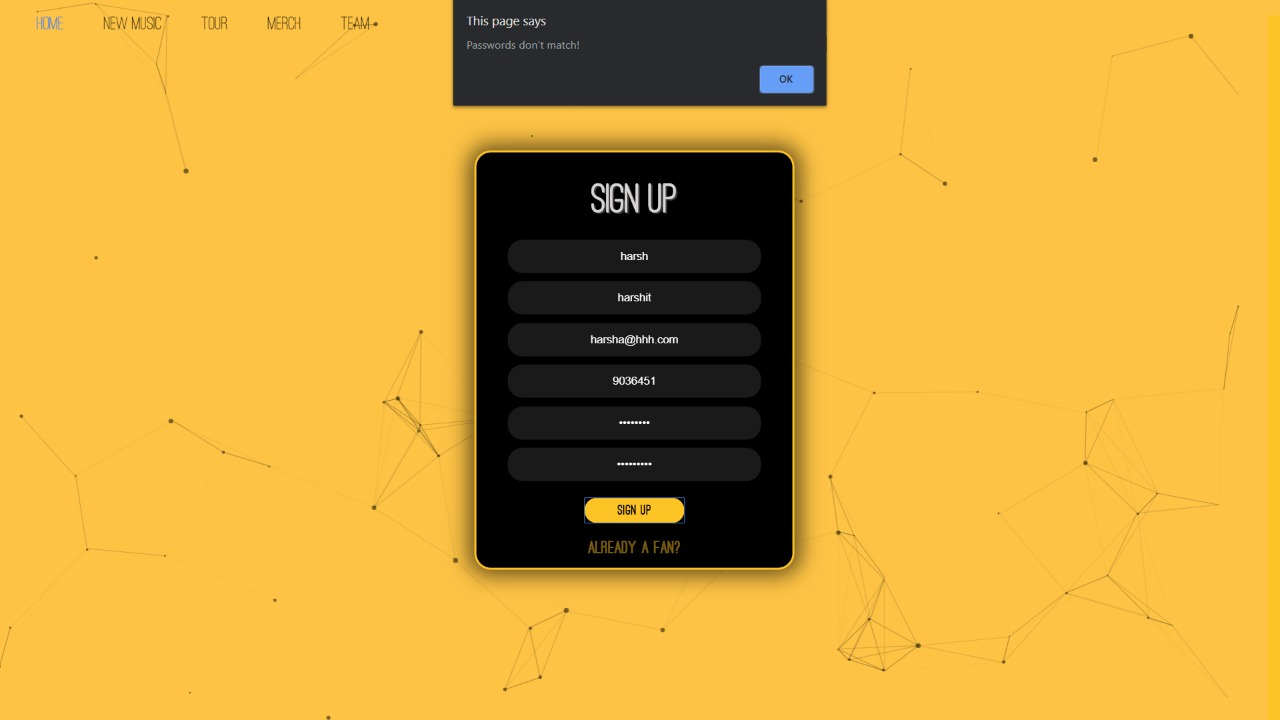 HOME NEW MUSIC TOUR MERCH TEAM
This page says
Passwords don't match!
OK
SIGN UP
harsh
harshit
harsha@hhh.com
9036451
••••••••
•••••••••
SIGN UP
ALREADY A FAN?